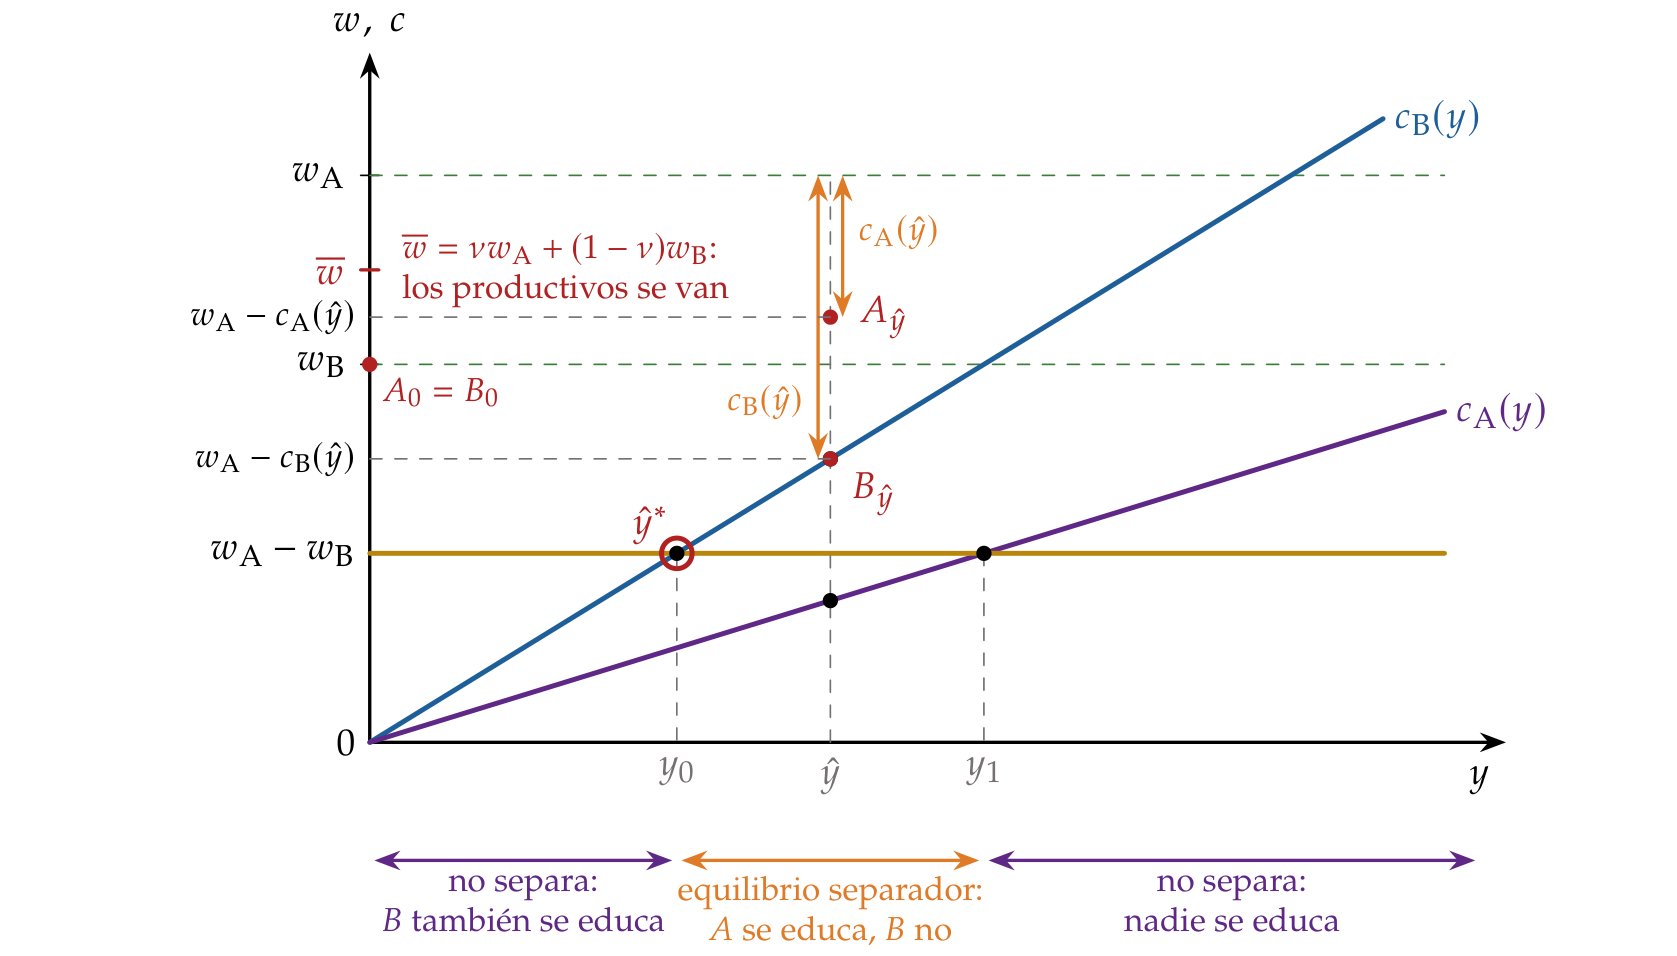 w, c
c_B(y)
w_A
c_A(ŷ)
w̅ = νw_A + (1 − ν)w_B:
w̅
los productivos se van
w_A − c_A(ŷ)
A_ŷ
w_B
A_0 = B_0
c_B(ŷ)
c_A(y)
w_A − c_B(ŷ)
B_ŷ
ŷ*
w_A − w_B
0
y_0
ŷ
y_1
y
no separa:
B también se educa
equilibrio separador:
A se educa, B no
no separa:
nadie se educa